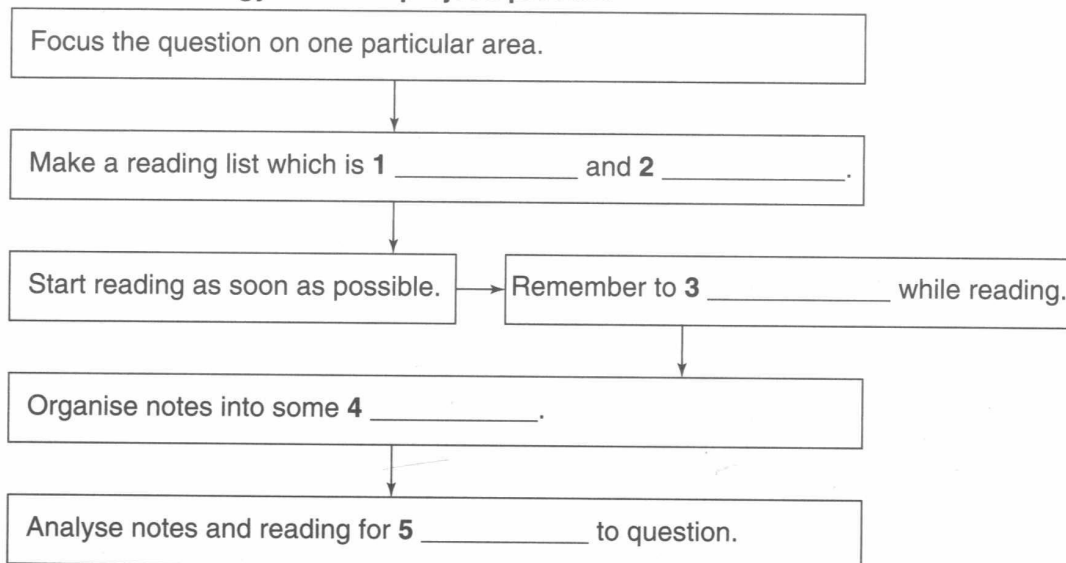 Focus the question on one particular area.
Make a reading list which is 1 ____________ and 2 ____________.
Start reading as soon as possible.
Remember to 3 ____________ while reading.
Organise notes into some 4 ___________.
Analyse notes and reading for 5 ___________ to question.